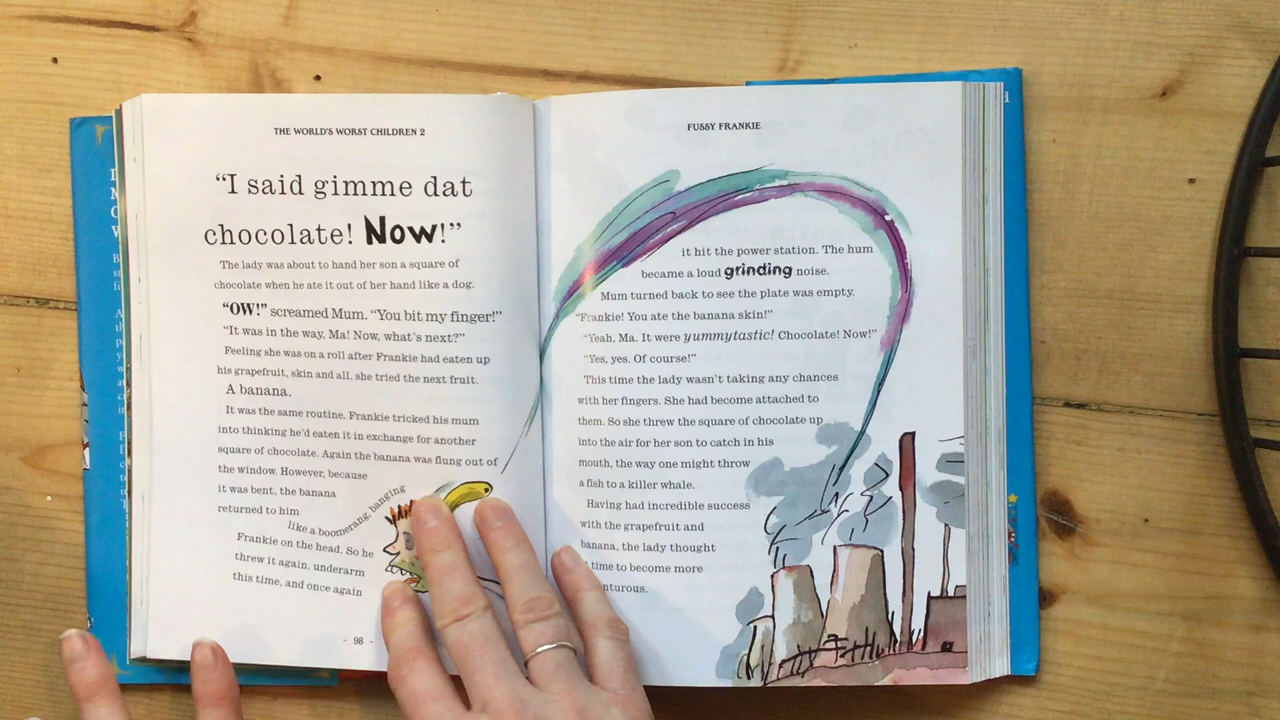 THE WORLD'S WORST CHILDREN 2
“I said gimme dat
chocolate! Now!”
The lady was about to hand her son a square of
chocolate when he ate it out of her hand like a dog.
“OW!” screamed Mum. “You bit my finger!”
“It was in the way, Ma! Now, what's next?”
Feeling she was on a roll after Frankie had eaten up
his grapefruit, skin and all, she tried the next fruit.
A banana.
It was the same routine. Frankie tricked his mum
into thinking he'd eaten it in exchange for another
square of chocolate. Again the banana was flung out of
the window. However, because
it was bent, the banana
returned to him
like a boomerang, banging
Frankie on the head. So he
threw it again, underarm
this time, and once again
- 98 -
FUSSY FRANKIE
it hit the power station. The hum
became a loud grinding noise.
Mum turned back to see the plate was empty.
“Frankie! You ate the banana skin!”
“Yeah, Ma. It were yummytastic! Chocolate! Now!”
“Yes, yes. Of course!”
This time the lady wasn't taking any chances
with her fingers. She had become attached to
them. So she threw the square of chocolate up
into the air for her son to catch in his
mouth, the way one might throw
a fish to a killer whale.
Having had incredible success
with the grapefruit and
banana, the lady thought
time to become more
nturous.